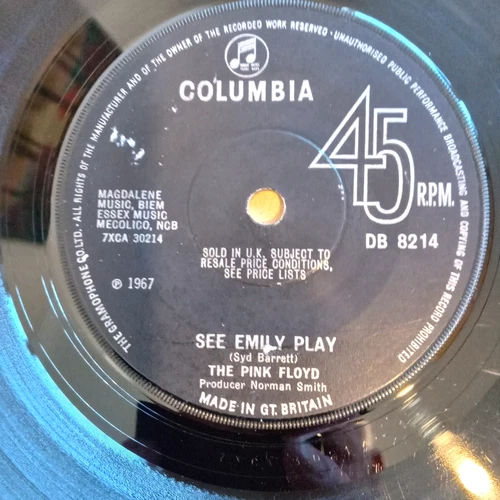 ALL RIGHTS OF THE MANUFACTURER AND OF THE OWNER OF THE RECORDED WORK RESERVED · UNAUTHORISED PUBLIC PERFORMANCE BROADCASTING AND COPYING OF THIS RECORD PROHIBITED
THE GRAMOPHONE CO. LTD.
COLUMBIA
45
R.P.M.
MAGDALENE
MUSIC, BIEM
ESSEX MUSIC
MECOLICO, NCB
7XCA 30214
DB 8214
SOLD IN U.K. SUBJECT TO
RESALE PRICE CONDITIONS,
SEE PRICE LISTS
℗ 1967
SEE EMILY PLAY
(Syd Barrett)
THE PINK FLOYD
Producer Norman Smith
MADE IN GT. BRITAIN